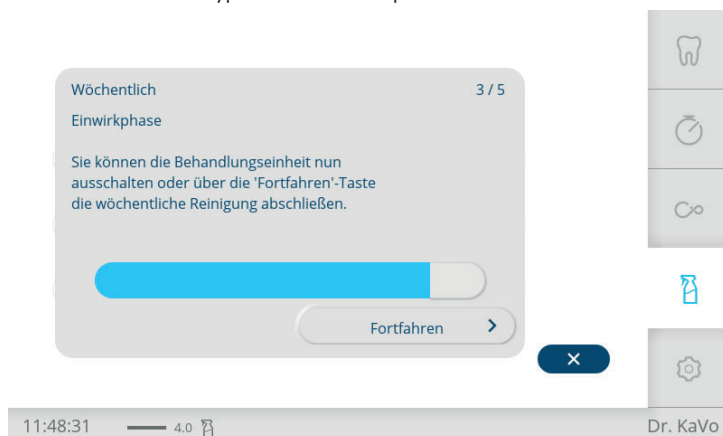 Wöchentlich 3 / 5
Einwirkphase
Sie können die Behandlungseinheit nun
ausschalten oder über die 'Fortfahren'-Taste
die wöchentliche Reinigung abschließen.
Fortfahren
11:48:31 4.0 Dr. KaVo